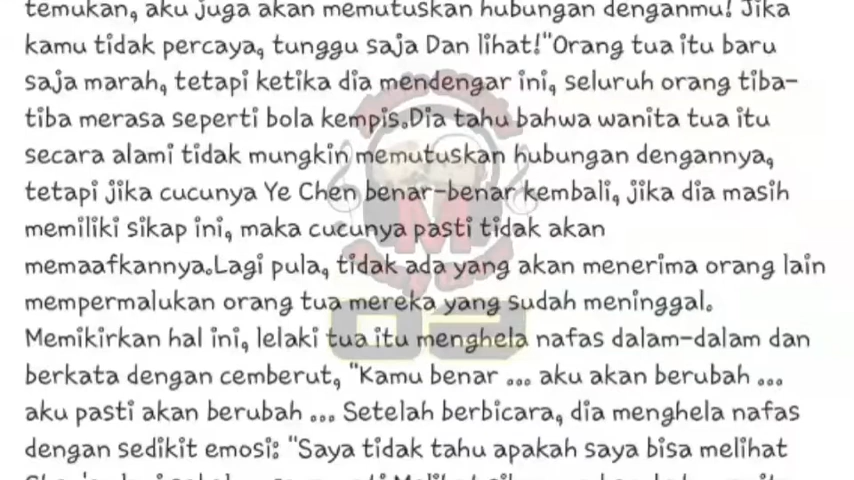 temukan, aku juga akan memutuskan hubungan denganmu! Jika
kamu tidak percaya, tunggu saja Dan lihat!"Orang tua itu baru
saja marah, tetapi ketika dia mendengar ini, seluruh orang tiba-
tiba merasa seperti bola kempis.Dia tahu bahwa wanita tua itu
secara alami tidak mungkin memutuskan hubungan dengannya,
tetapi jika cucunya Ye Chen benar-benar kembali, jika dia masih
memiliki sikap ini, maka cucunya pasti tidak akan
memaafkannya.Lagi pula, tidak ada yang akan menerima orang lain
mempermalukan orang tua mereka yang sudah meninggal.
Memikirkan hal ini, lelaki tua itu menghela nafas dalam-dalam dan
berkata dengan cemberut, "Kamu benar ... aku akan berubah ...
aku pasti akan berubah ... Setelah berbicara, dia menghela nafas
dengan sedikit emosi: "Saya tidak tahu apakah saya bisa melihat